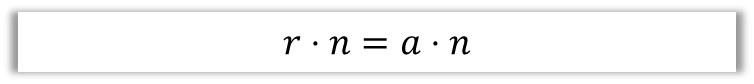 r · n = a · n